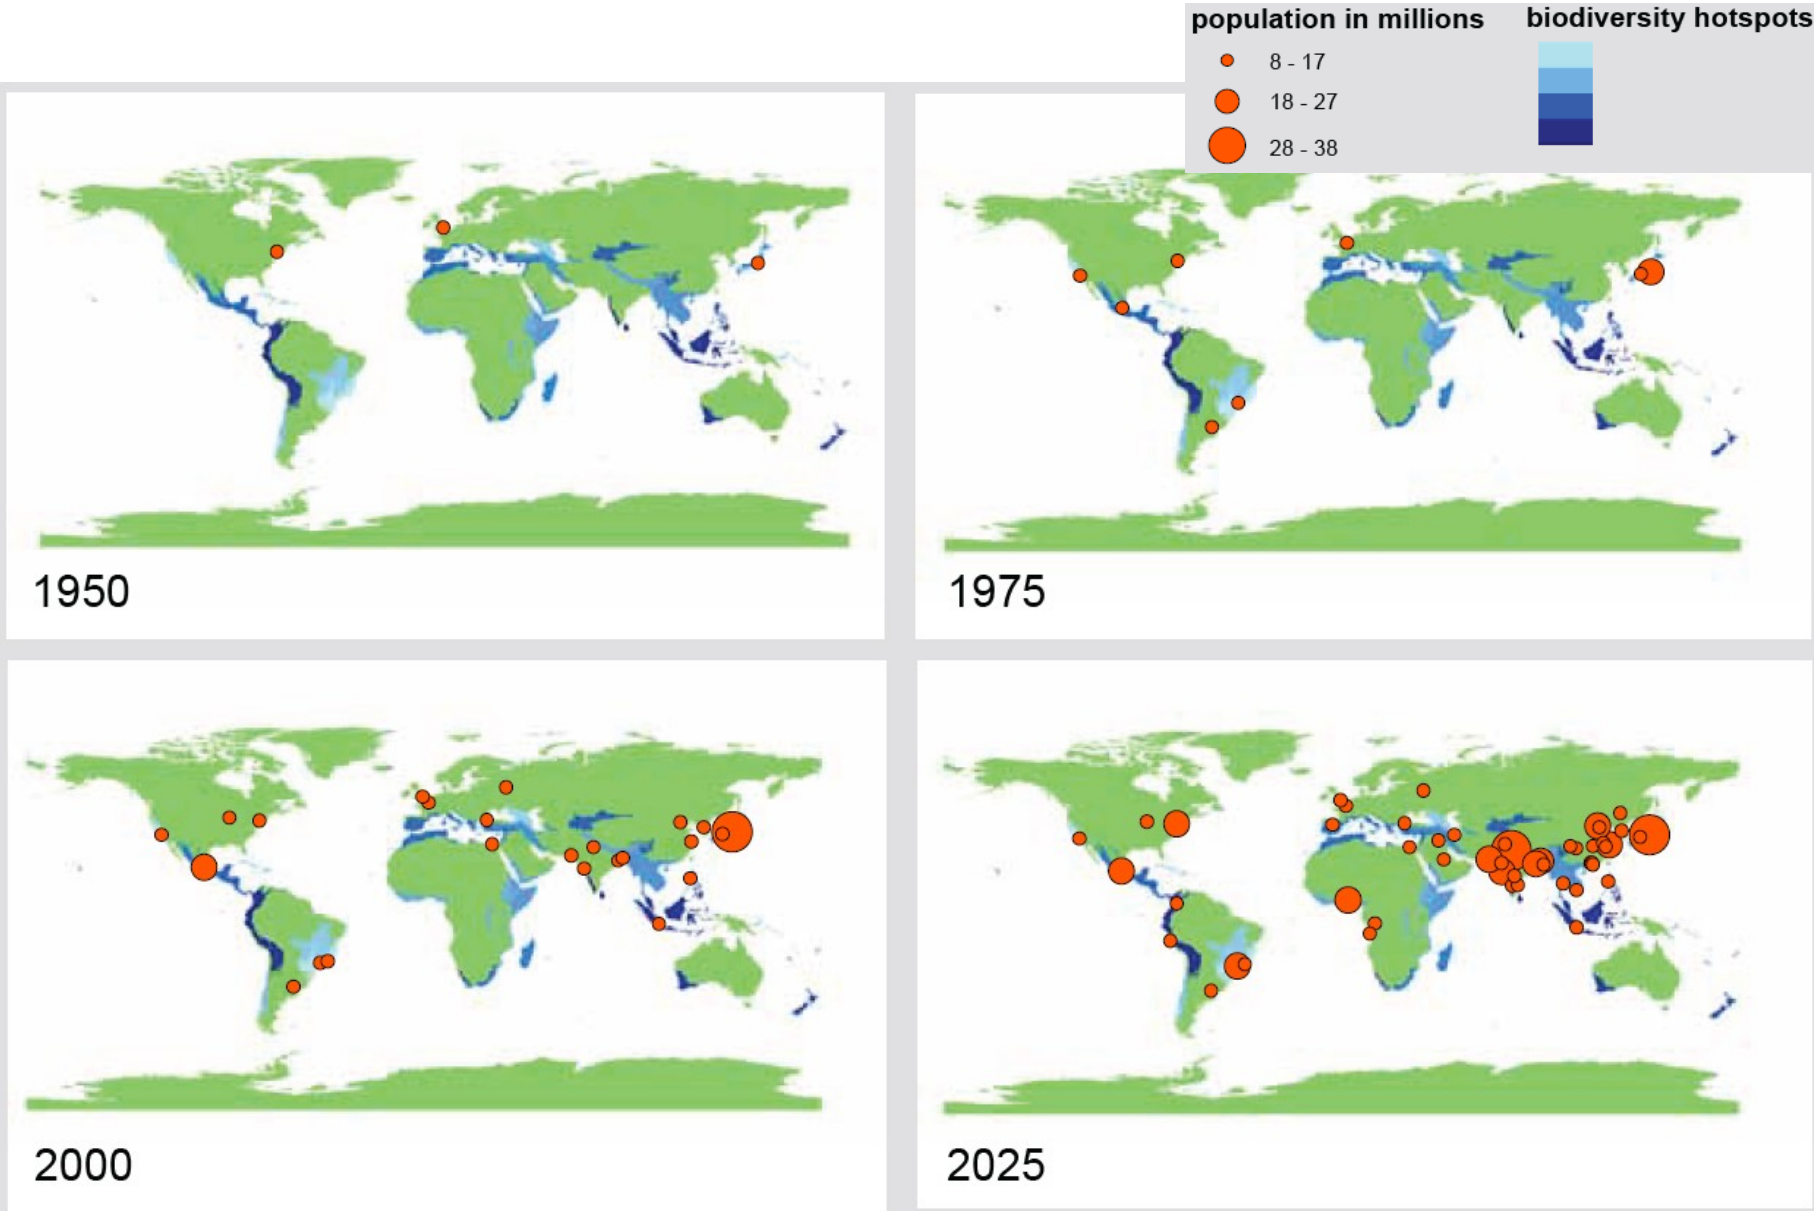 population in millions
biodiversity hotspots
8 - 17
18 - 27
28 - 38
1950
1975
2000
2025